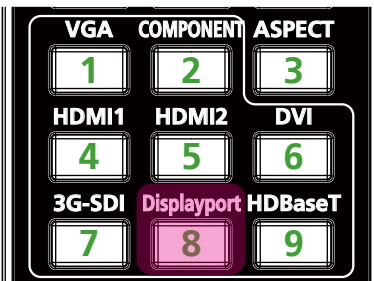 VGA COMPONENT ASPECT
1 2 3
HDMI1 HDMI2 DVI
4 5 6
3G-SDI Displayport HDBaseT
7 8 9